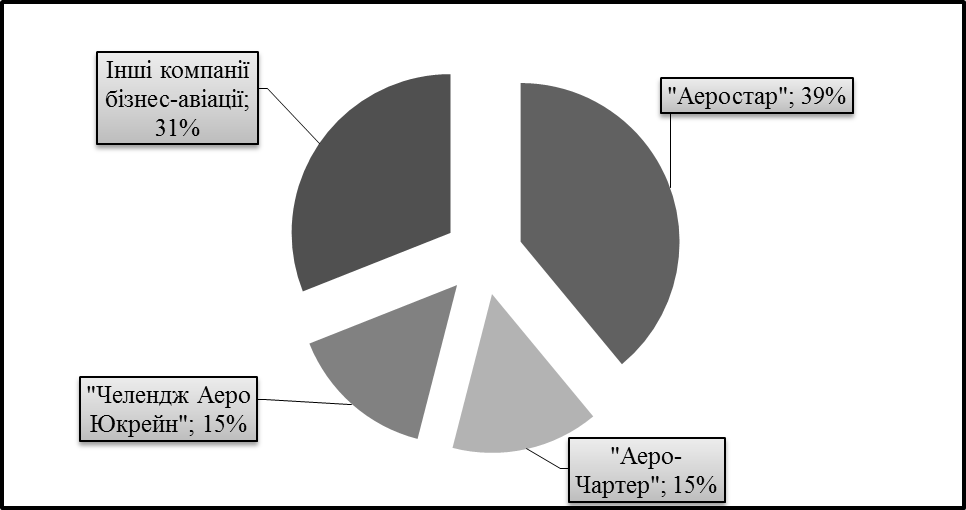 Інші компанії
бізнес-авіації;
31%
"Аеростар"; 39%
"Челендж Аеро
Юкрейн"; 15%
"Аеро-
Чартер"; 15%